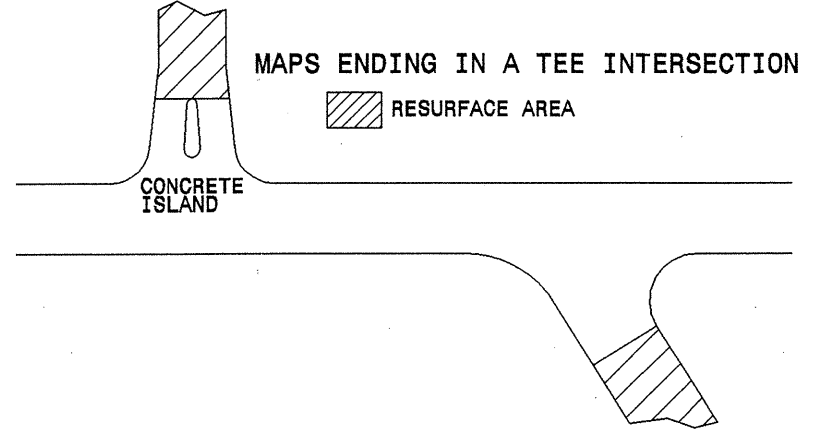 MAPS ENDING IN A TEE INTERSECTION
RESURFACE AREA
CONCRETE
ISLAND